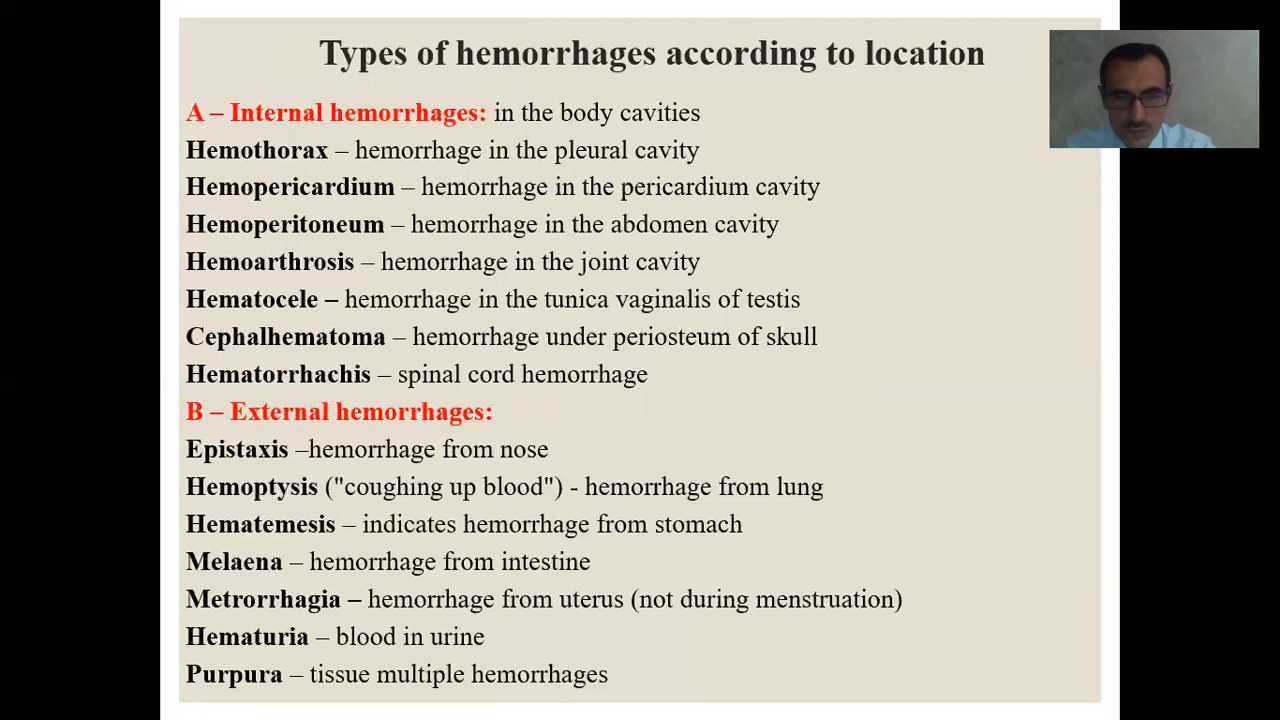 Types of hemorrhages according to location
A – Internal hemorrhages: in the body cavities
Hemothorax – hemorrhage in the pleural cavity
Hemopericardium – hemorrhage in the pericardium cavity
Hemoperitoneum – hemorrhage in the abdomen cavity
Hemoarthrosis – hemorrhage in the joint cavity
Hematocele – hemorrhage in the tunica vaginalis of testis
Cephalhematoma – hemorrhage under periosteum of skull
Hematorrhachis – spinal cord hemorrhage
B – External hemorrhages:
Epistaxis –hemorrhage from nose
Hemoptysis ("coughing up blood") - hemorrhage from lung
Hematemesis – indicates hemorrhage from stomach
Melaena – hemorrhage from intestine
Metrorrhagia – hemorrhage from uterus (not during menstruation)
Hematuria – blood in urine
Purpura – tissue multiple hemorrhages